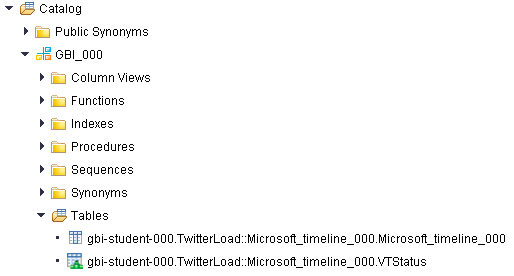 Catalog
Public Synonyms
GBI_000
Column Views
Functions
Indexes
Procedures
Sequences
Synonyms
Tables
gbi-student-000.TwitterLoad::Microsoft_timeline_000.Microsoft_timeline_000
gbi-student-000.TwitterLoad::Microsoft_timeline_000.VTStatus